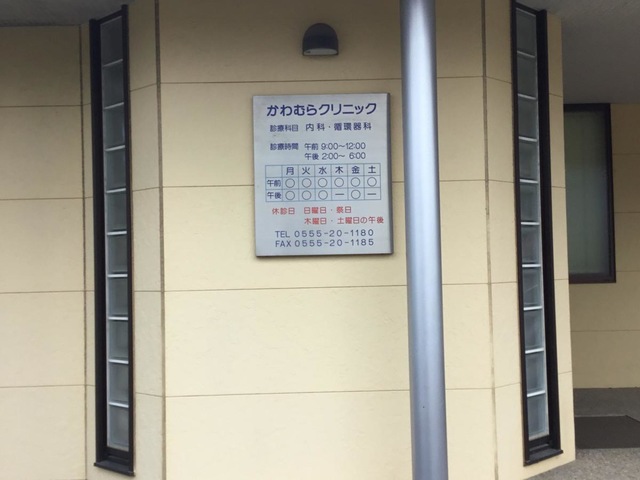 かわむらクリニック
診療科目 内科・循環器科
診療時間 午前 9:00～12:00
午後 2:00～ 6:00
月 火 水 木 金 土
午前 ○ ○ ○ ○ ○ ○
午後 ○ ○ ○ ー ○ ー
休診日 日曜日・祭日
木曜日・土曜日の午後
TEL 0555-20-1180
FAX 0555-20-1185